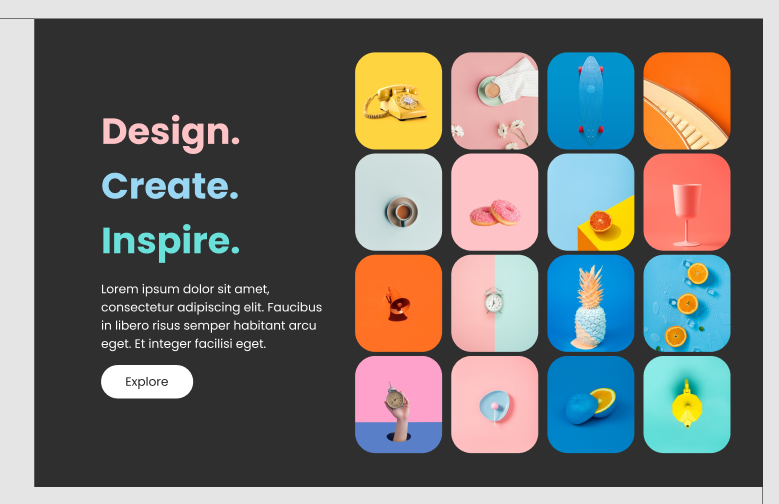 Design.
Create.
Inspire.
Lorem ipsum dolor sit amet,
consectetur adipiscing elit. Faucibus
in libero risus semper habitant arcu
eget. Et integer facilisi eget.
Explore